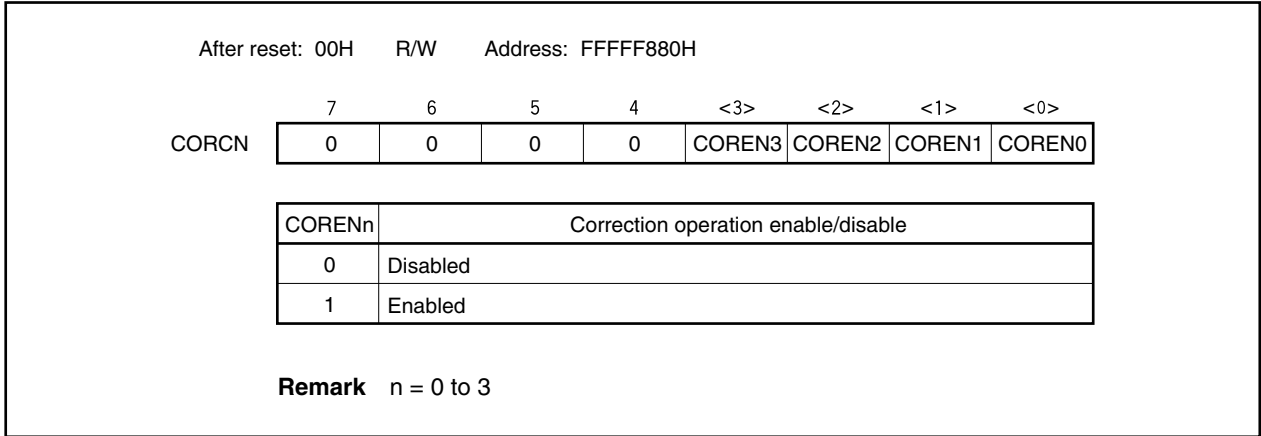 After reset: 00H R/W Address: FFFFF880H
7 6 5 4 <3> <2> <1> <0>
CORCN 0 0 0 0 COREN3 COREN2 COREN1 COREN0
CORENn Correction operation enable/disable
0 Disabled
1 Enabled
Remark n = 0 to 3